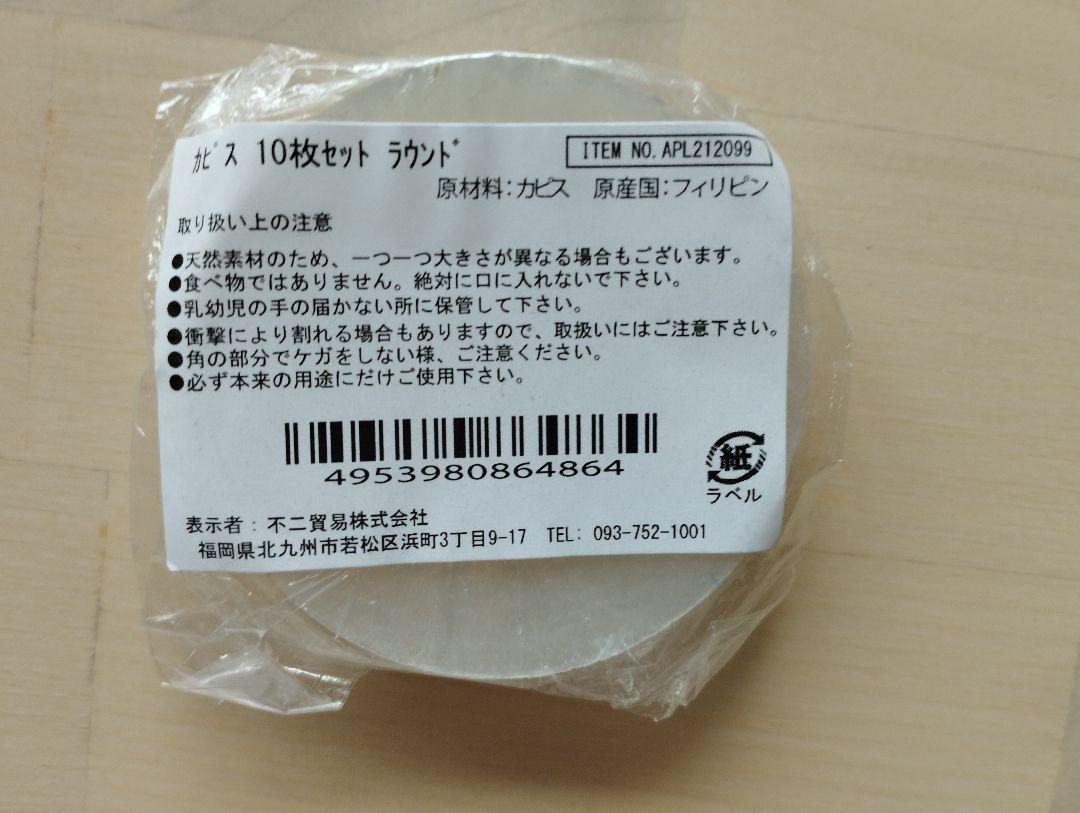 ｶﾋﾟｽ 10枚セット ﾗｳﾝﾄﾞ
ITEM NO.APL212099
原材料：カピス 原産国：フィリピン
取り扱い上の注意
●天然素材のため、一つ一つ大きさが異なる場合もございます。
●食べ物ではありません。絶対に口に入れないで下さい。
●乳幼児の手の届かない所に保管して下さい。
●衝撃により割れる場合もありますので、取扱いにはご注意下さい。
●角の部分でケガをしない様、ご注意ください。
●必ず本来の用途にだけご使用下さい。
4953980864864
紙
ラベル
表示者：不二貿易株式会社
福岡県北九州市若松区浜町3丁目9-17 TEL: 093-752-1001